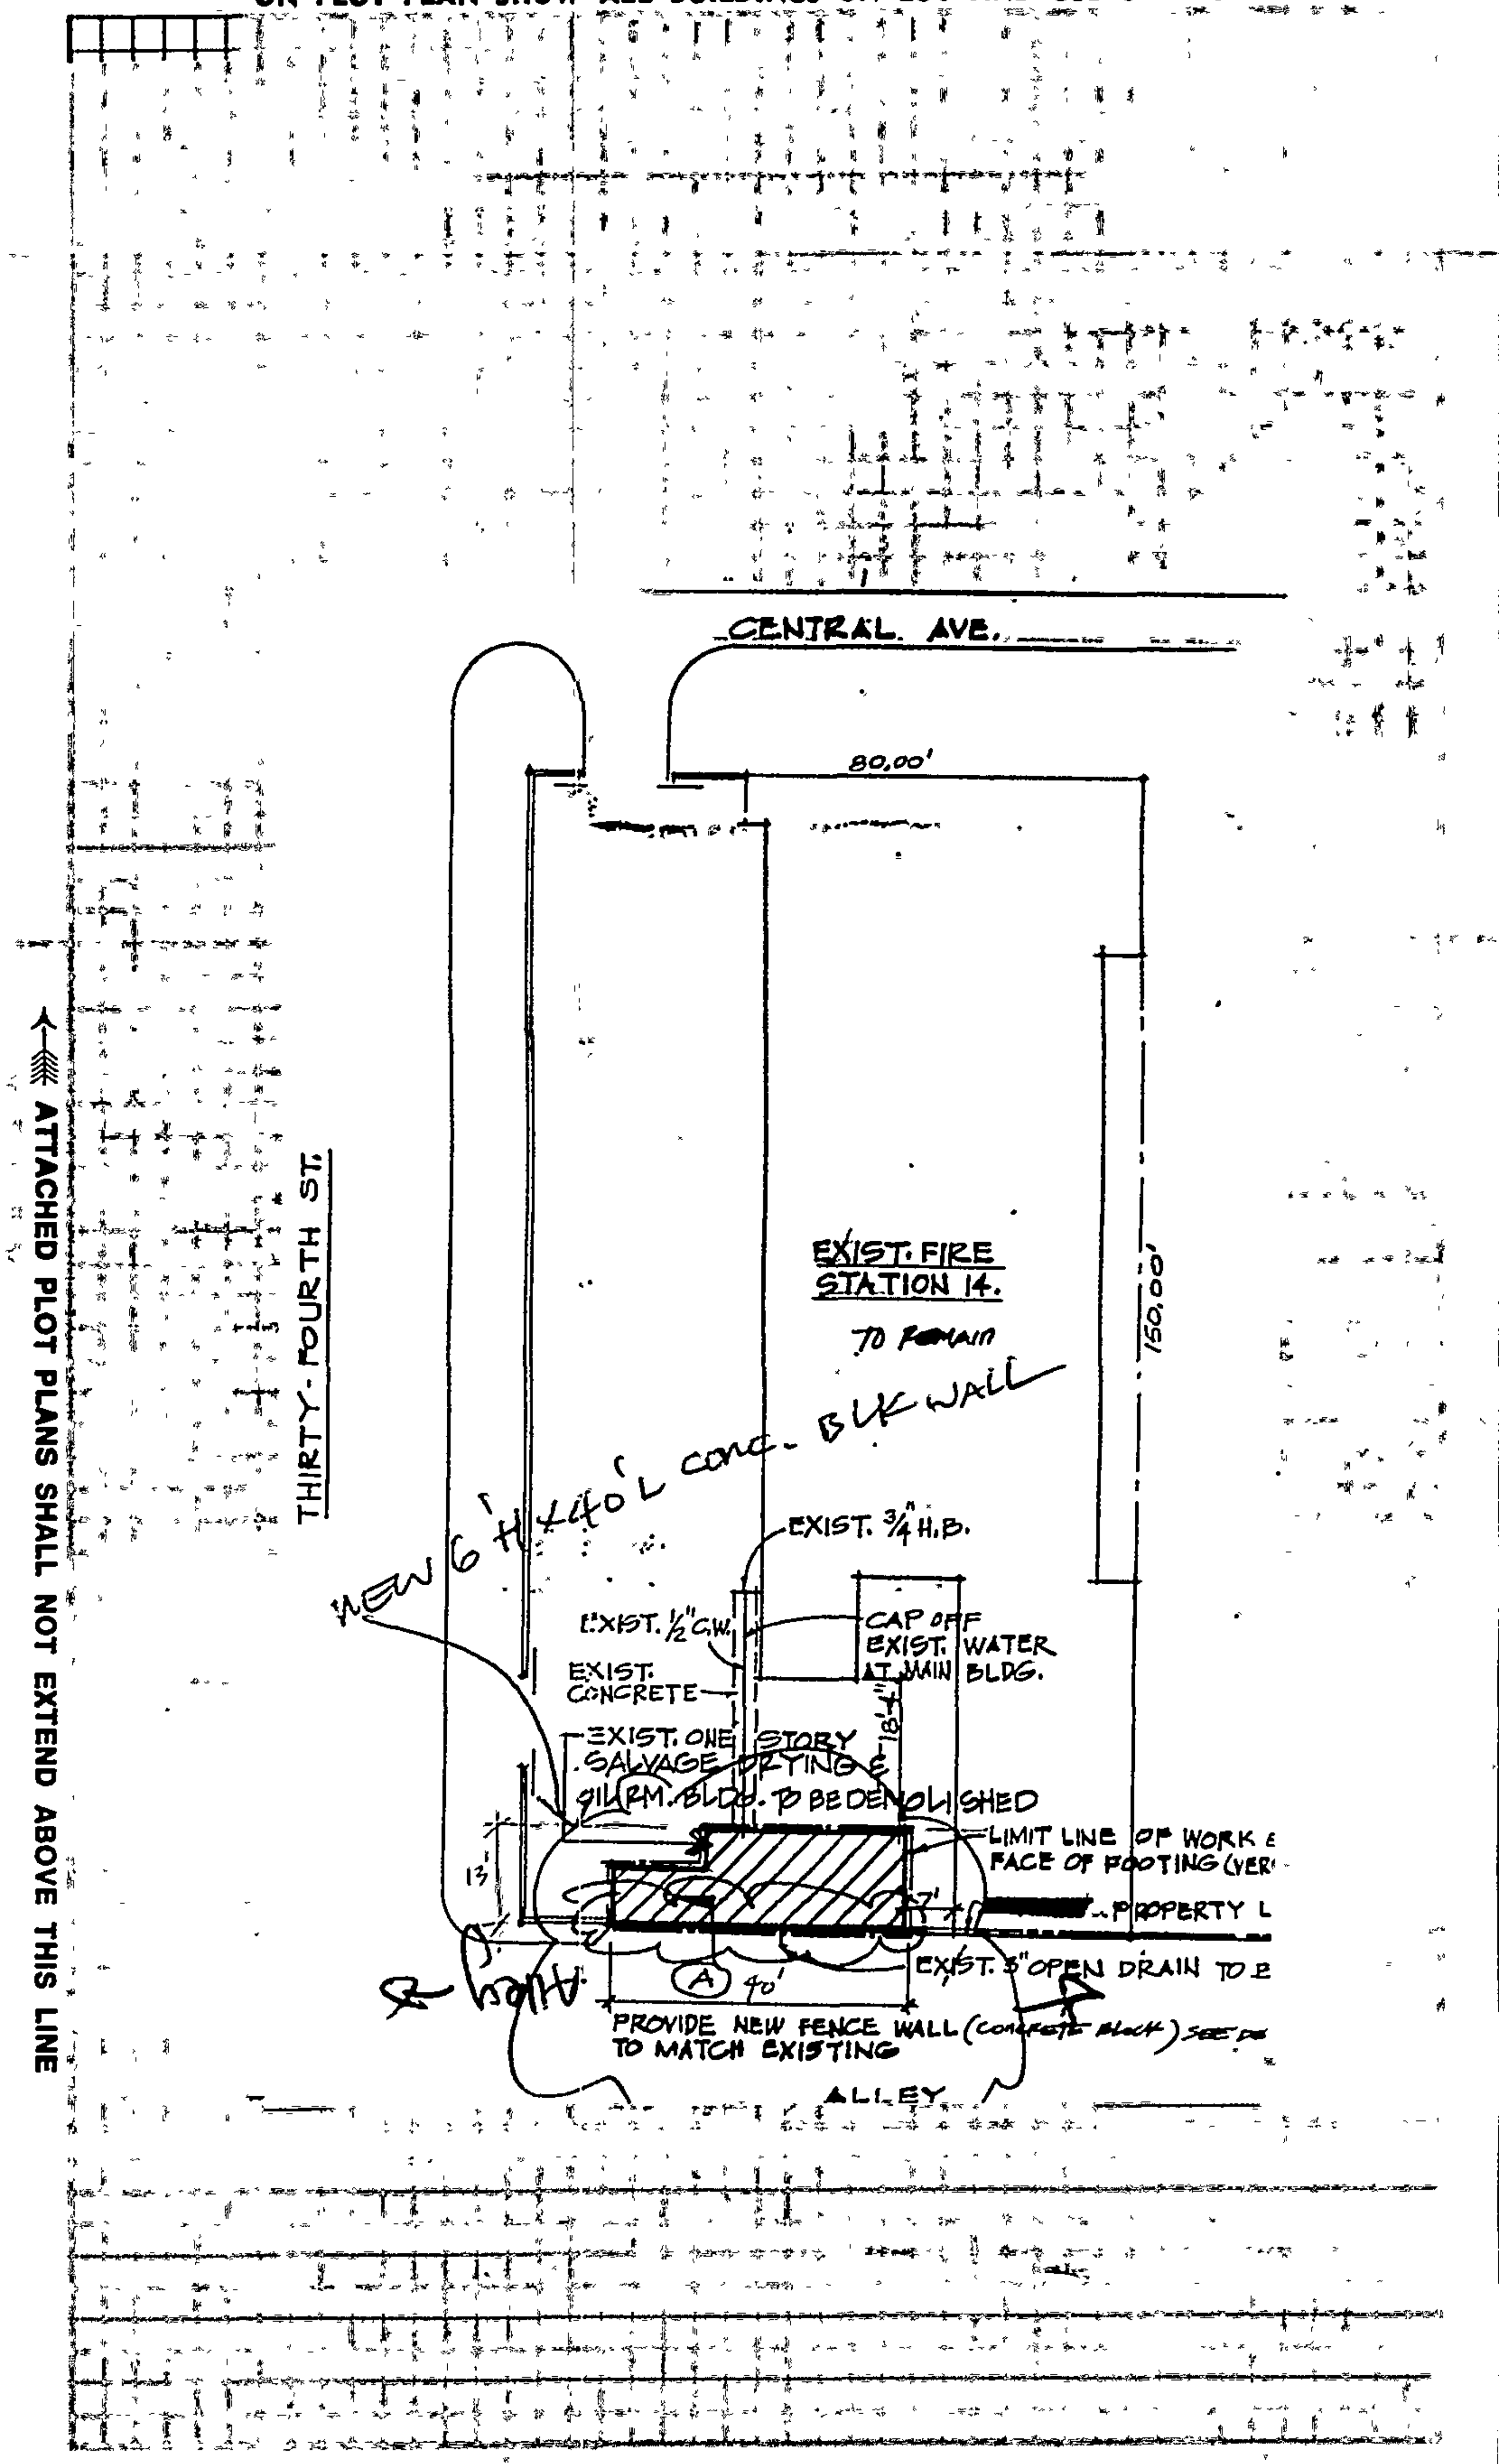 CENTRAL AVE.
80.00'
ATTACHED PLOT PLANS SHALL NOT EXTEND ABOVE THIS LINE
THIRTY-FOURTH ST.
EXIST. FIRE
STATION 14.
TO REMAIN
150.00'
NEW 6'H x 40'L CONC. BLK WALL
EXIST. 3/4" H.B.
EXIST. 1/2" C.W.
CAP OFF
EXIST. WATER
AT MAIN BLDG.
EXIST.
CONCRETE
18'-4"
EXIST. ONE STORY
SALVAGE DRYING &
OIL RM. BLDG. TO BE DEMOLISHED
LIMIT LINE OF WORK &
FACE OF FOOTING (VER
13'
7'
PROPERTY L
EXIST. 3" OPEN DRAIN TO
A 40'
PROVIDE NEW FENCE WALL (CONCRETE BLOCK) SEE
TO MATCH EXISTING
ALLEY